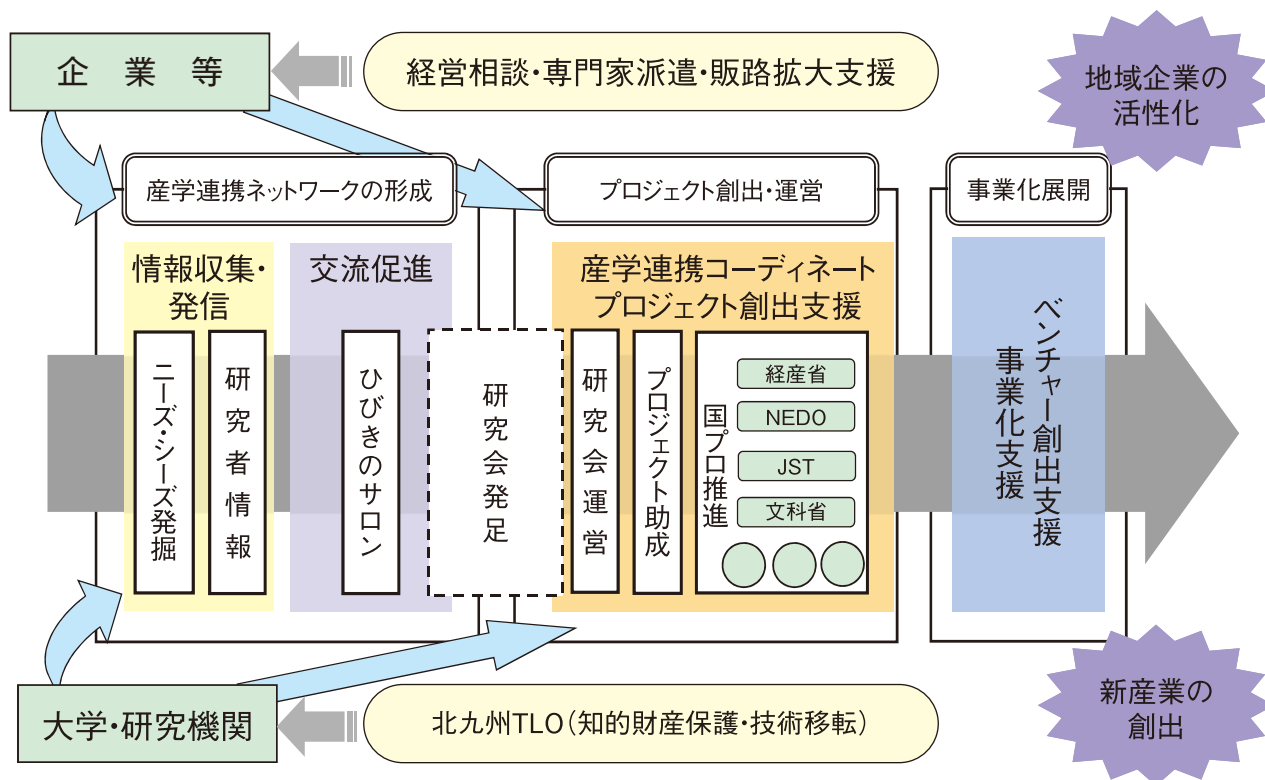 企業等
経営相談・専門家派遣・販路拡大支援
地域企業の
活性化
産学連携ネットワークの形成
プロジェクト創出・運営
事業化展開
情報収集・
発信
交流促進
産学連携コーディネート
プロジェクト創出支援
ニーズ・シーズ発掘
研究者情報
ひびきのサロン
研究会発足
研究会運営
プロジェクト助成
国プロ推進
経産省
NEDO
JST
文科省
ベンチャー創出支援
事業化支援
大学・研究機関
北九州TLO（知的財産保護・技術移転）
新産業の
創出